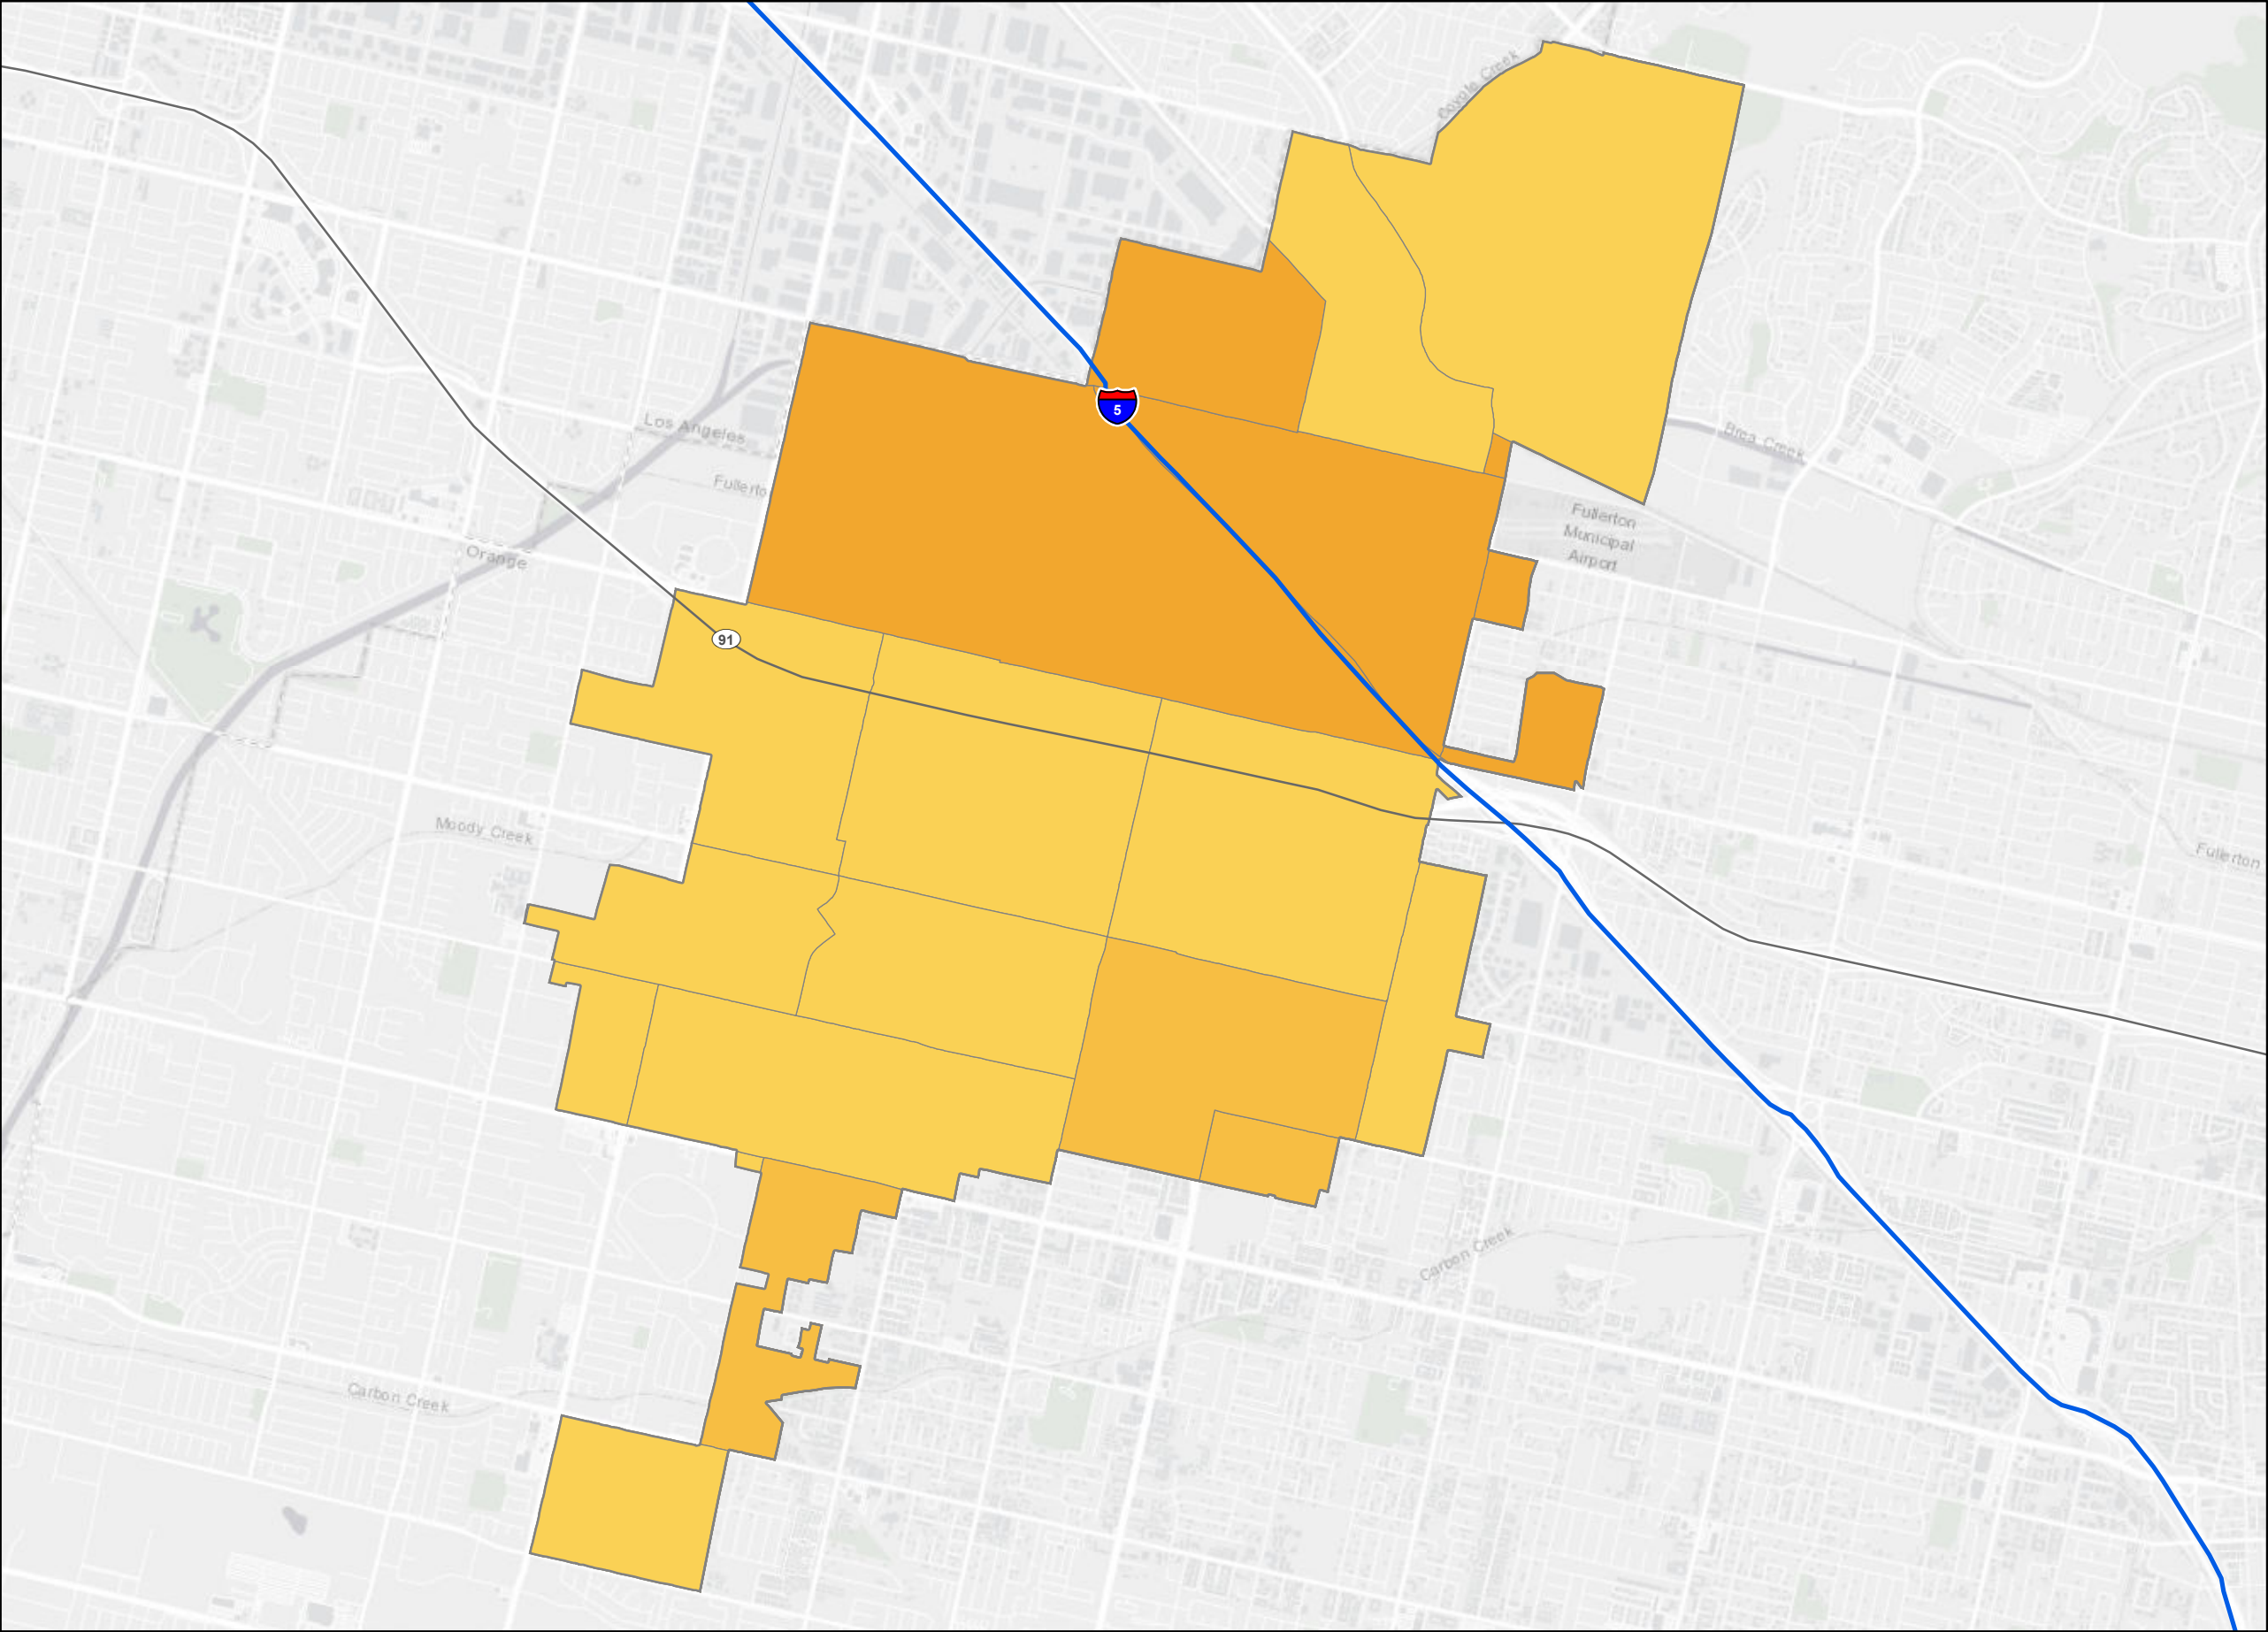 Coyote Creek
5
Los Angeles
Brea Creek
Fullerto
Fullerton
Municipal
Airport
Orange
91
Moody Creek
Fullerton
Carbon Creek
Carbon Creek